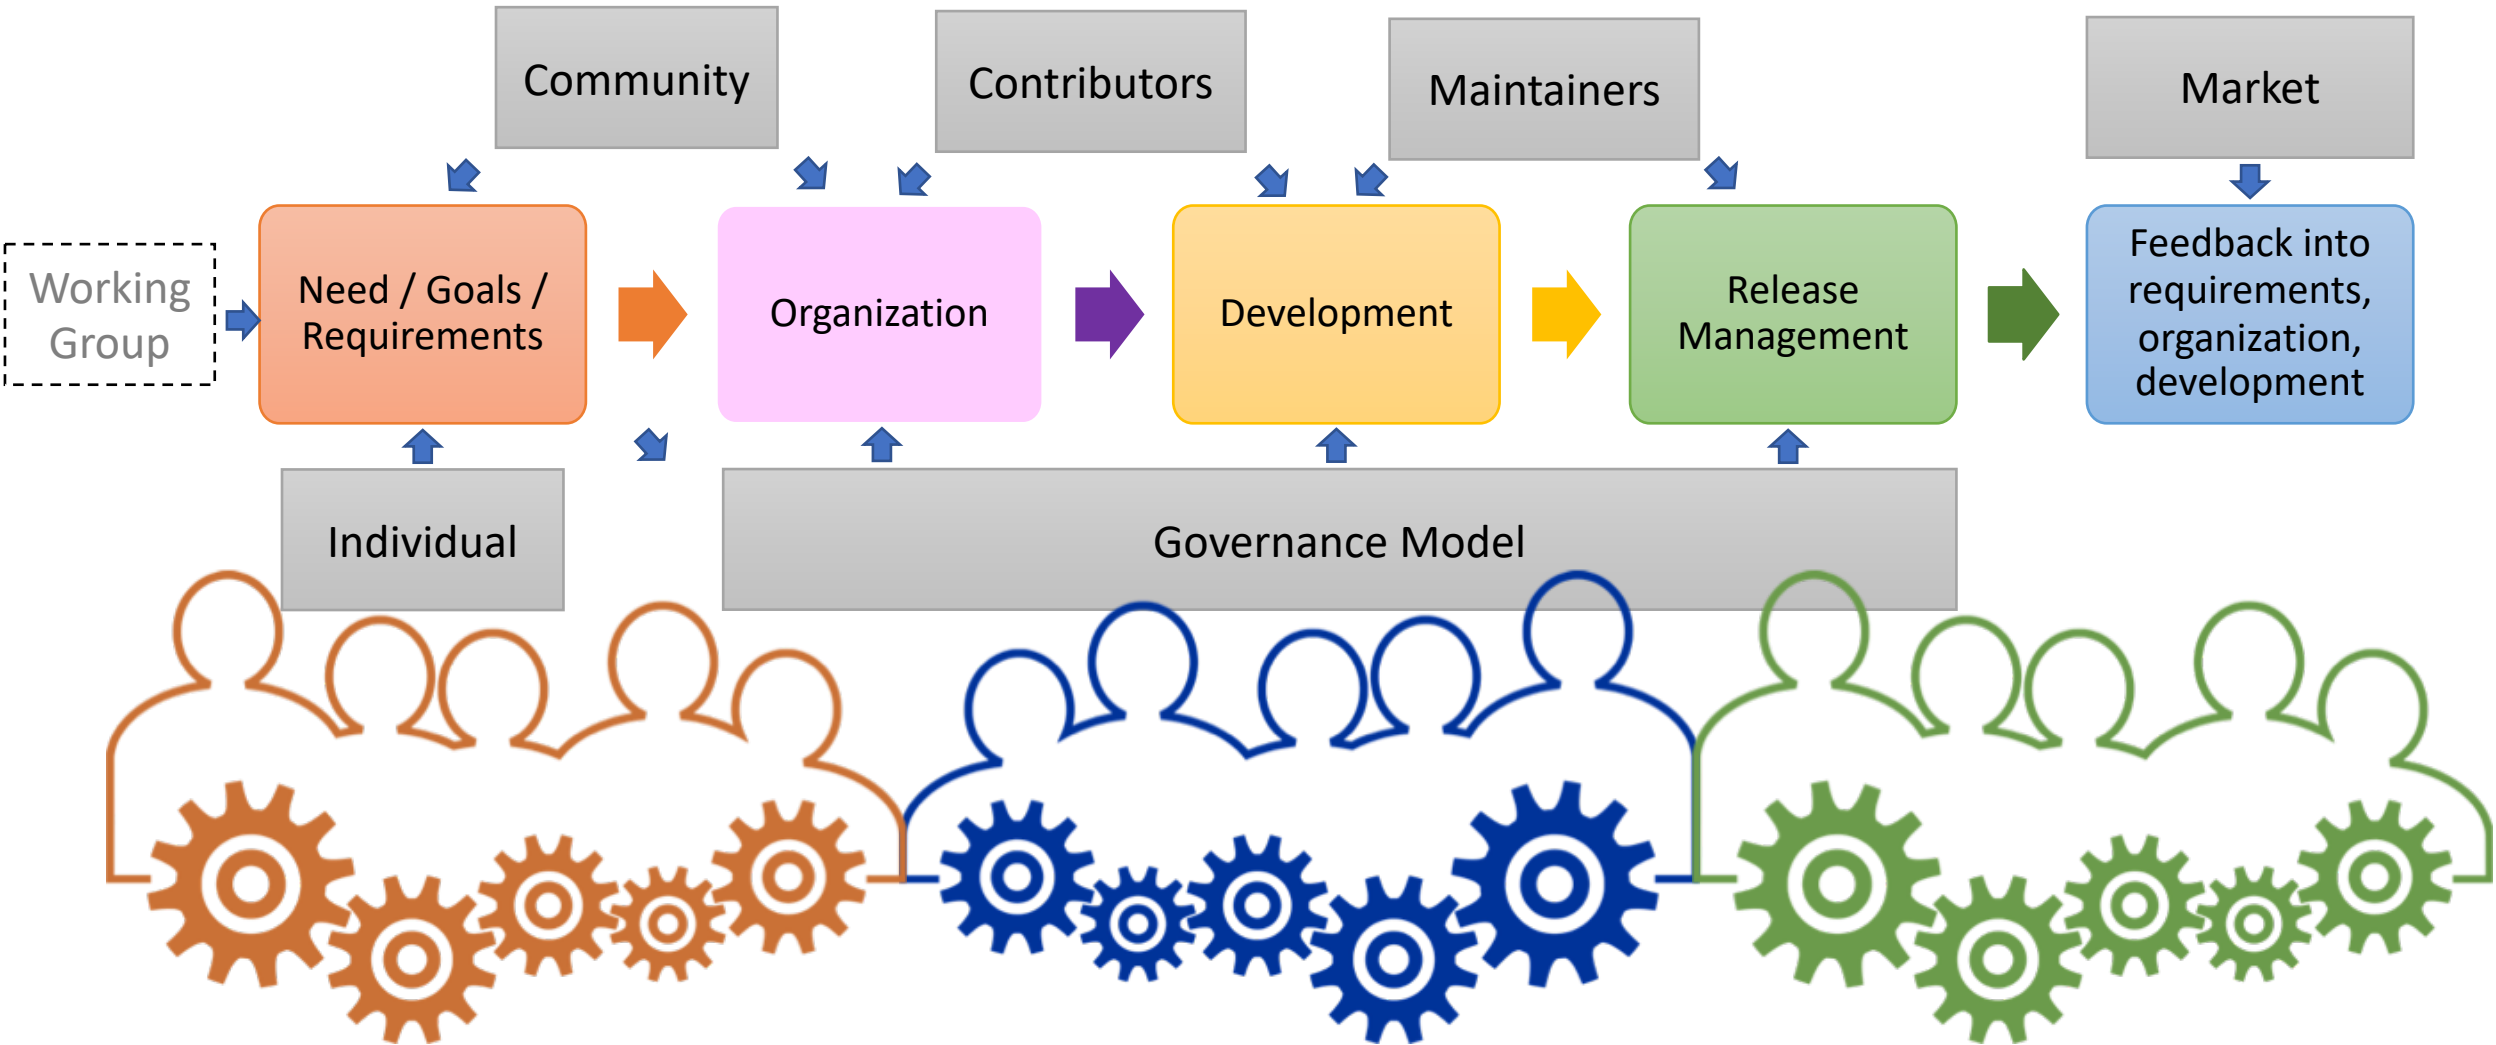 Community
Contributors
Maintainers
Market
Working
Group
Need / Goals /
Requirements
Organization
Development
Release
Management
Feedback into
requirements,
organization,
development
Individual
Governance Model